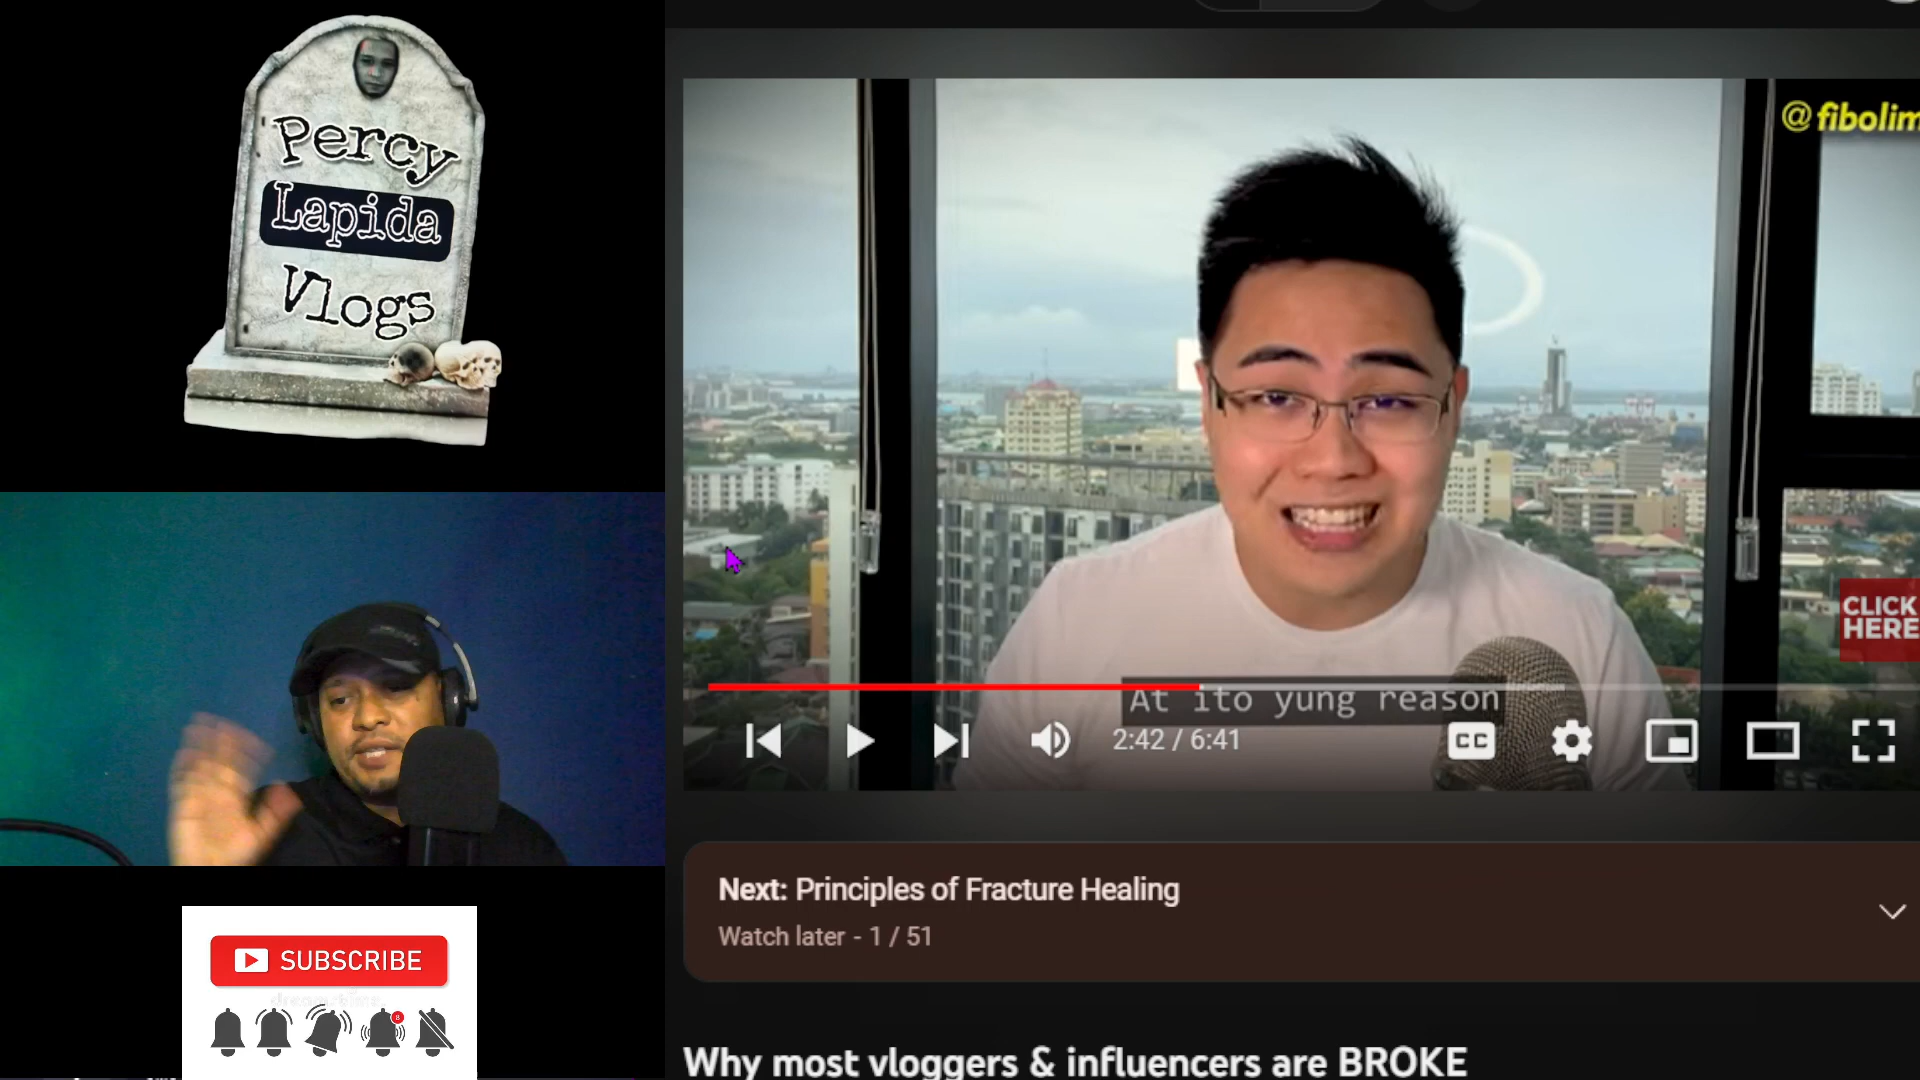 Percy
Lapida
Vlogs
@fibolim
CLICK
HERE
At ito yung reason
2:42 / 6:41
CC
Next: Principles of Fracture Healing
Watch later - 1 / 51
SUBSCRIBE
8
Why most vloggers & influencers are BROKE